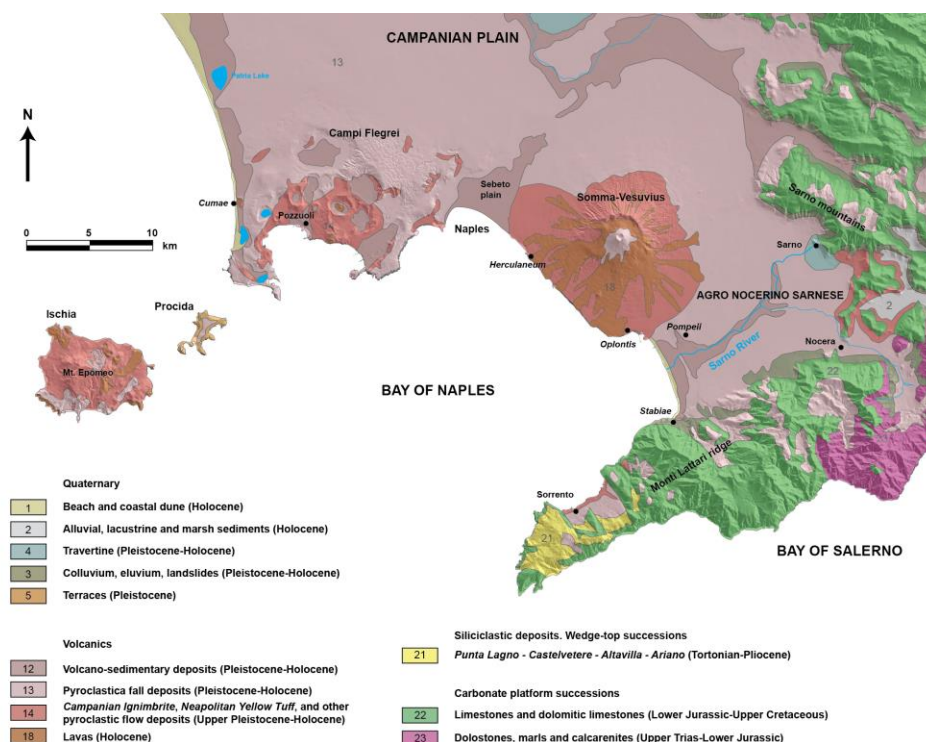 CAMPANIAN PLAIN
13
Patria Lake
N
Campi Flegrei
Sebeto
plain
Somma-Vesuvius
Sarno mountains
Cumae
Pozzuoli
Naples
0 5 10
km
Herculaneum
Sarno
AGRO NOCERINO SARNESE
18
2
Procida
Ischia
Mt. Epomeo
Oplontis
Pompeii
Sarno River
Nocera
22
BAY OF NAPLES
Stabiae
Monti Lattari ridge
Sorrento
21
BAY OF SALERNO
Quaternary
1 Beach and coastal dune (Holocene)
2 Alluvial, lacustrine and marsh sediments (Holocene)
4 Travertine (Pleistocene-Holocene)
3 Colluvium, eluvium, landslides (Pleistocene-Holocene)
5 Terraces (Pleistocene)
Volcanics
12 Volcano-sedimentary deposits (Pleistocene-Holocene)
13 Pyroclastica fall deposits (Pleistocene-Holocene)
14 Campanian Ignimbrite, Neapolitan Yellow Tuff, and other
pyroclastic flow deposits (Upper Pleistocene-Holocene)
18 Lavas (Holocene)
Siliciclastic deposits. Wedge-top successions
21 Punta Lagno - Castelvetere - Altavilla - Ariano (Tortonian-Pliocene)
Carbonate platform successions
22 Limestones and dolomitic limestones (Lower Jurassic-Upper Cretaceous)
23 Dolostones, marls and calcarenites (Upper Trias-Lower Jurassic)